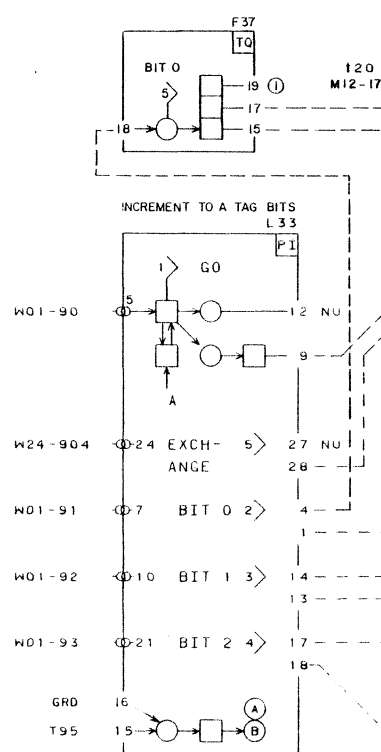 F37
TQ
BIT 0
5
19 i
t20
M12-17
17
18
15
INCREMENT TO A TAG BITS
L33
PI
1 GO
W01-90 5
12 NU
9
A
W24-904 24 EXCH- 5 27 NU
ANGE 28
W01-91 7 BIT 0 2 4
1
W01-92 10 BIT 1 3 14
13
W01-93 21 BIT 2 4 17
18
GRD 16
A
T95 15 B